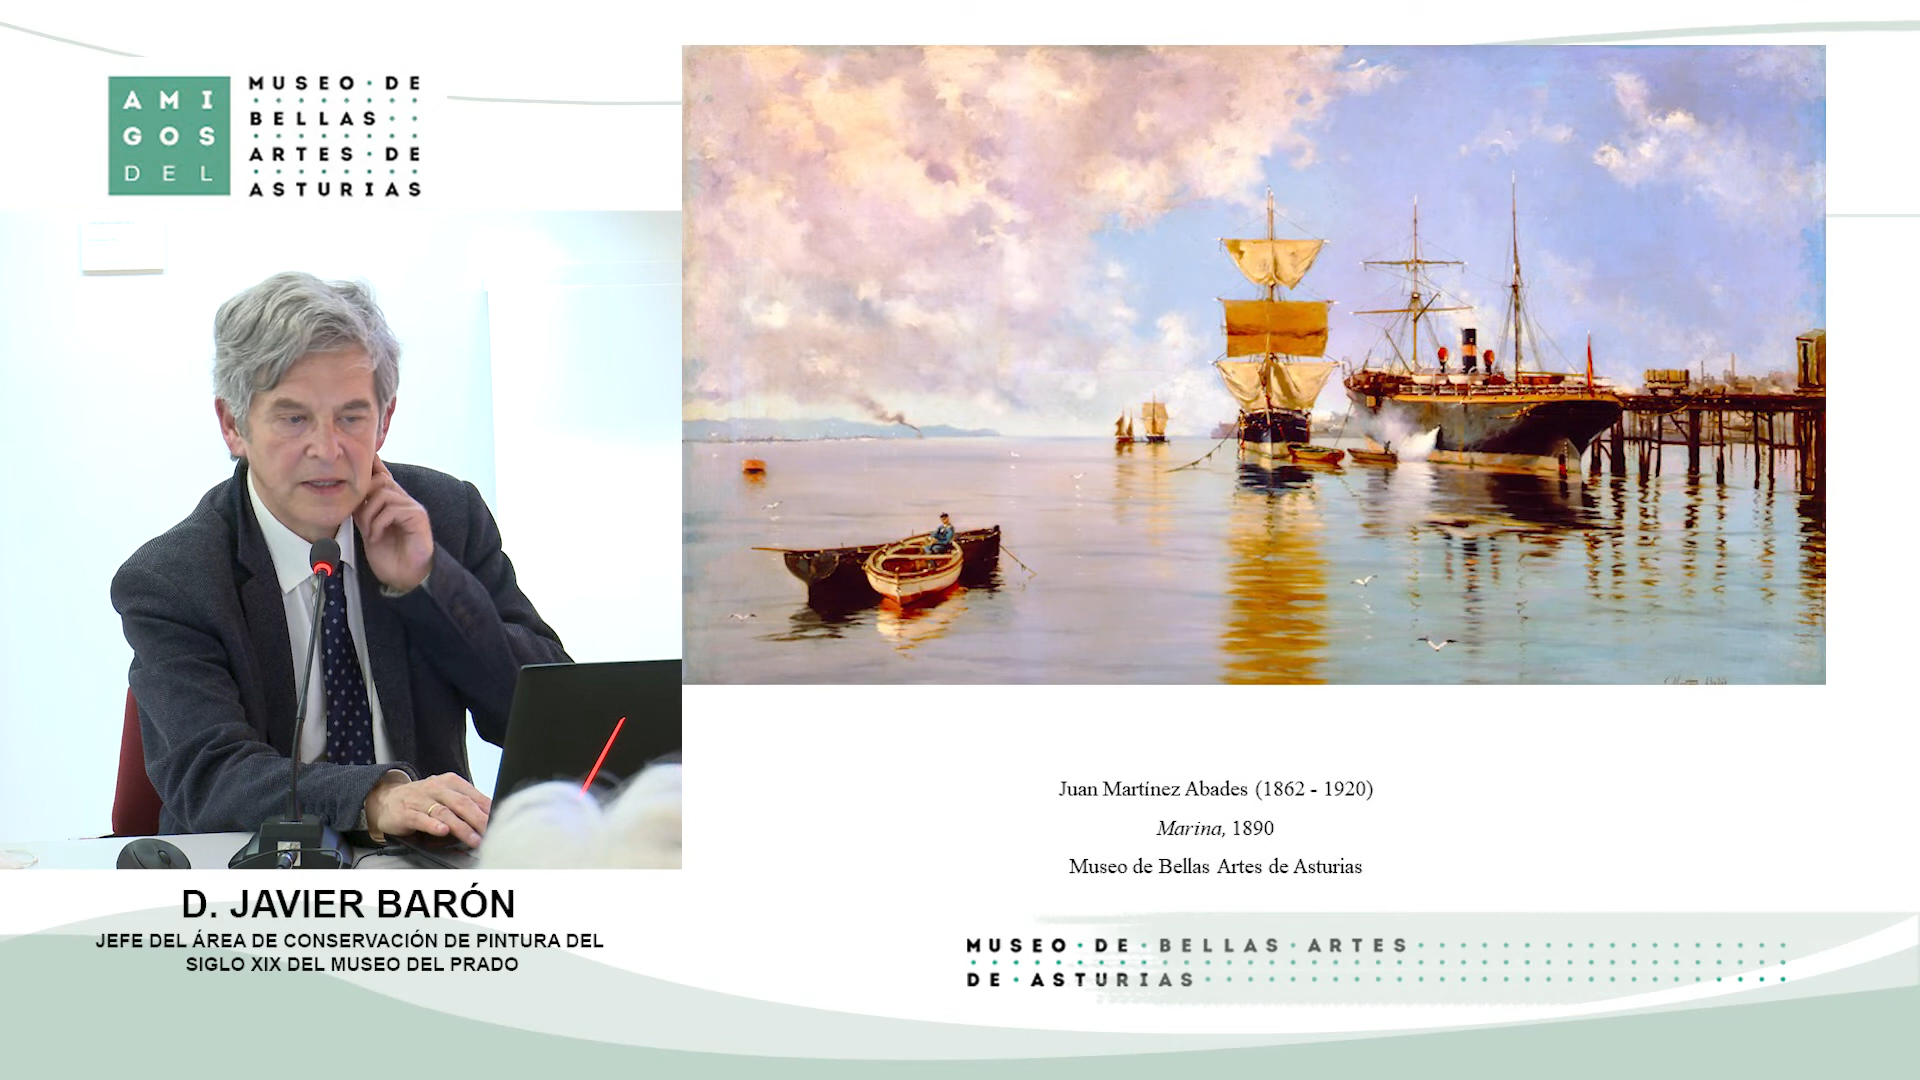 AMI
GOS
DEL
MUSEO · DE
BELLAS
ARTES · DE
ASTURIAS
Juan Martínez Abades (1862 - 1920)
Marina, 1890
Museo de Bellas Artes de Asturias
D. JAVIER BARÓN
JEFE DEL ÁREA DE CONSERVACIÓN DE PINTURA DEL
SIGLO XIX DEL MUSEO DEL PRADO
MUSEO · DE · BELLAS · ARTES
DE · ASTURIAS